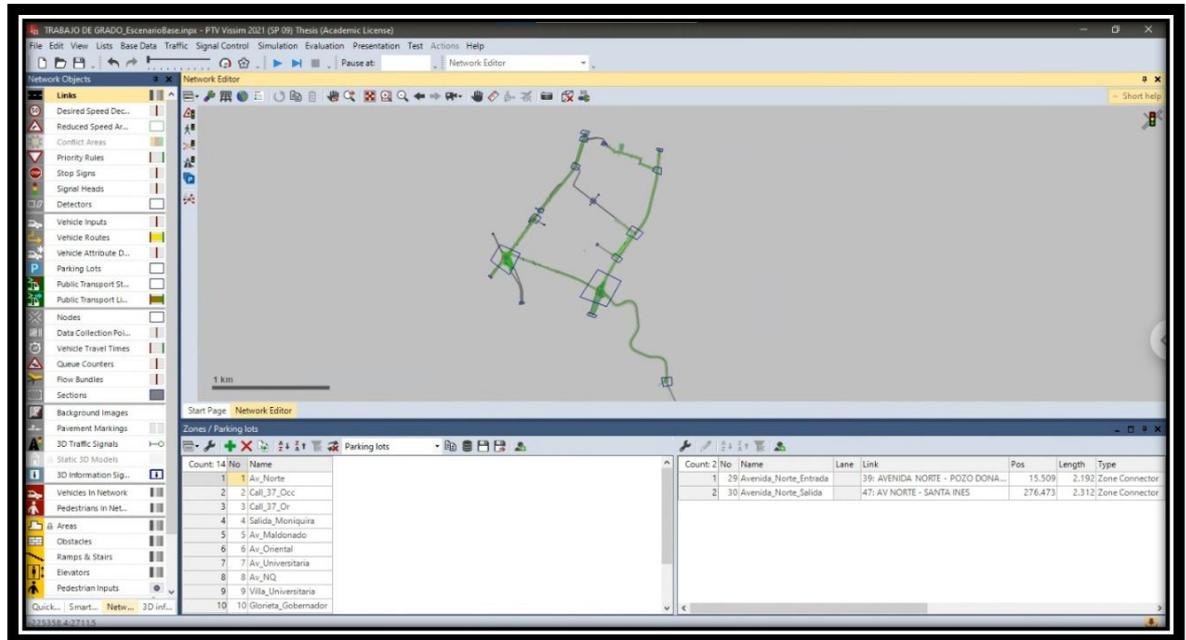 TRABAJO DE GRADO_EscenarioBase.inpx - PTV Vissim 2021 (SP 09) Thesis (Academic License)
File Edit View Lists Base Data Traffic Signal Control Simulation Evaluation Presentation Test Actions Help
Pause at: Network Editor
Network Objects
Links
Desired Speed Dec...
Reduced Speed Ar...
Conflict Areas
Priority Rules
Stop Signs
Signal Heads
Detectors
Vehicle Inputs
Vehicle Routes
Vehicle Attribute D...
Parking Lots
Public Transport St...
Public Transport Li...
Nodes
Data Collection Poi...
Vehicle Travel Times
Queue Counters
Flow Bundles
Sections
Background Images
Pavement Markings
3D Traffic Signals
Static 3D Models
3D Information Sig...
Vehicles In Network
Pedestrians In Net...
Areas
Obstacles
Ramps & Stairs
Elevators
Pedestrian Inputs
Quick... Smart... Netw... 3D inf...
Network Editor
Short help
1 km
Start Page Network Editor
Zones / Parking lots
Parking lots
Count: 14 No Name
1 1 Av_Norte
2 2 Call_37_Occ
3 3 Call_37_Or
4 4 Salida_Moniquira
5 5 Av_Maldonado
6 6 Av_Oriental
7 7 Av_Universitaria
8 8 Av_NQ
9 9 Villa_Universitaria
10 10 Glorieta_Gobernador
Count: 2 No Name Lane Link Pos Length Type
1 29 Avenida_Norte_Entrada 39: AVENIDA NORTE - POZO DONA... 15.509 2.192 Zone Connector
2 30 Avenida_Norte_Salida 47: AV NORTE - SANTA INES 276.473 2.312 Zone Connector